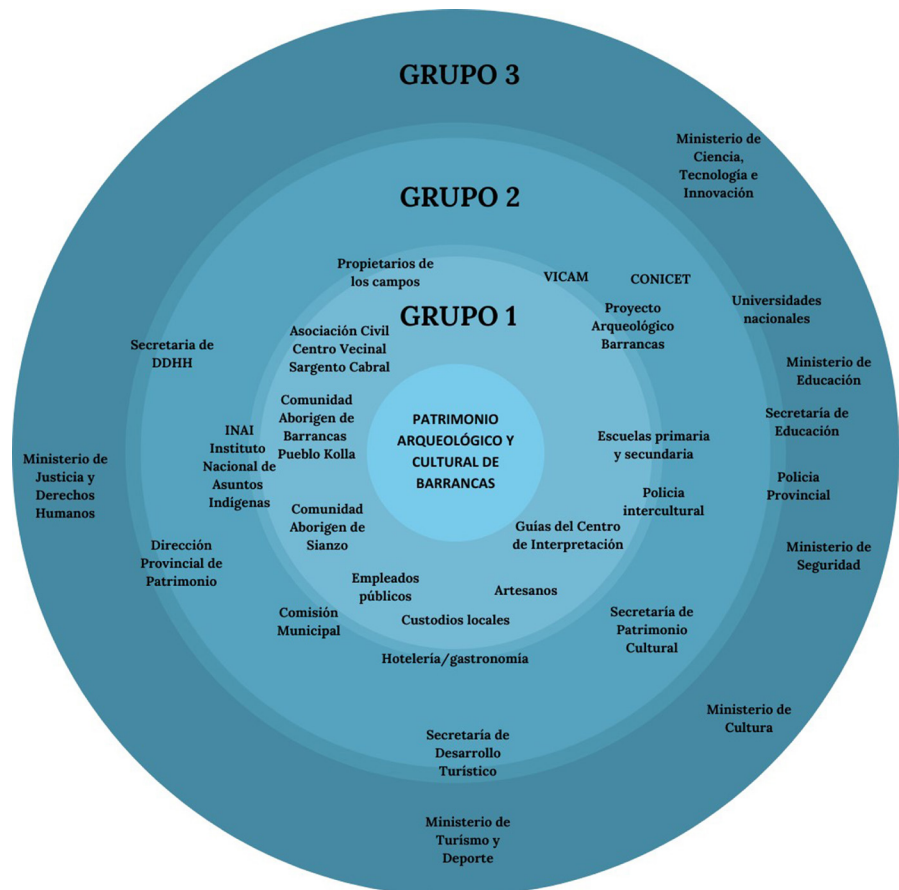 GRUPO 3
Ministerio de
Ciencia,
Tecnología e
Innovación
GRUPO 2
Propietarios de
los campos
VICAM
CONICET
Universidades
nacionales
Proyecto
Arqueológico
Barrancas
GRUPO 1
Asociación Civil
Centro Vecinal
Sargento Cabral
Secretaria de
DDHH
Ministerio de
Educación
Comunidad
Aborigen de
Barrancas
Pueblo Kolla
PATRIMONIO
ARQUEOLÓGICO Y
CULTURAL DE
BARRANCAS
Secretaría de
Educación
INAI
Instituto
Nacional de
Asuntos
Indígenas
Escuelas primaria
y secundaria
Ministerio de
Justicia y
Derechos
Humanos
Policia
Provincial
Policia
intercultural
Comunidad
Aborigen de
Sianzo
Guías del Centro
de Interpretación
Dirección
Provincial de
Patrimonio
Ministerio de
Seguridad
Empleados
públicos
Artesanos
Comisión
Municipal
Custodios locales
Secretaría de
Patrimonio
Cultural
Hotelería/gastronomía
Ministerio de
Cultura
Secretaría de
Desarrollo
Turístico
Ministerio de
Turísmo y
Deporte